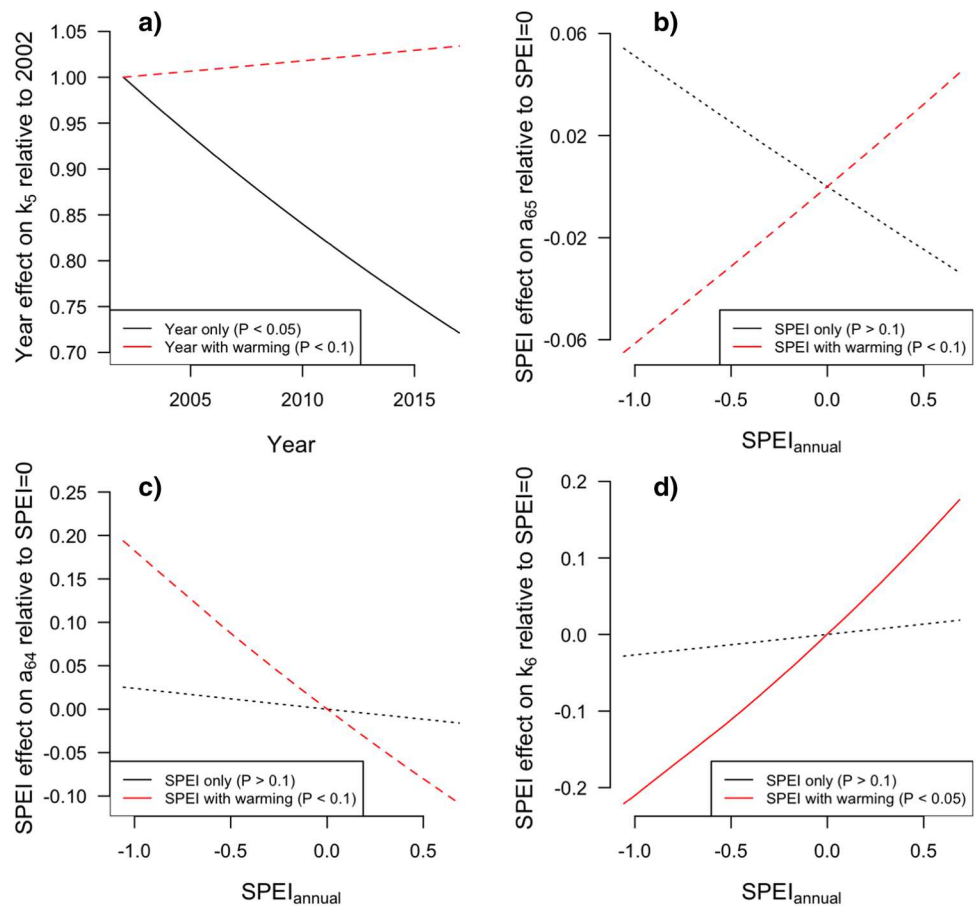 a)
Year effect on k5 relative to 2002
1.05
1.00
0.95
0.90
0.85
0.80
0.75
0.70
Year only (P < 0.05)
Year with warming (P < 0.1)
2005 2010 2015
Year
b)
SPEI effect on a65 relative to SPEI=0
0.06
0.02
-0.02
-0.06
SPEI only (P > 0.1)
SPEI with warming (P < 0.1)
-1.0 -0.5 0.0 0.5
SPEIannual
c)
SPEI effect on a64 relative to SPEI=0
0.25
0.20
0.15
0.10
0.05
0.00
-0.05
-0.10
SPEI only (P > 0.1)
SPEI with warming (P < 0.1)
-1.0 -0.5 0.0 0.5
SPEIannual
d)
SPEI effect on k6 relative to SPEI=0
0.2
0.1
0.0
-0.1
-0.2
SPEI only (P > 0.1)
SPEI with warming (P < 0.05)
-1.0 -0.5 0.0 0.5
SPEIannual